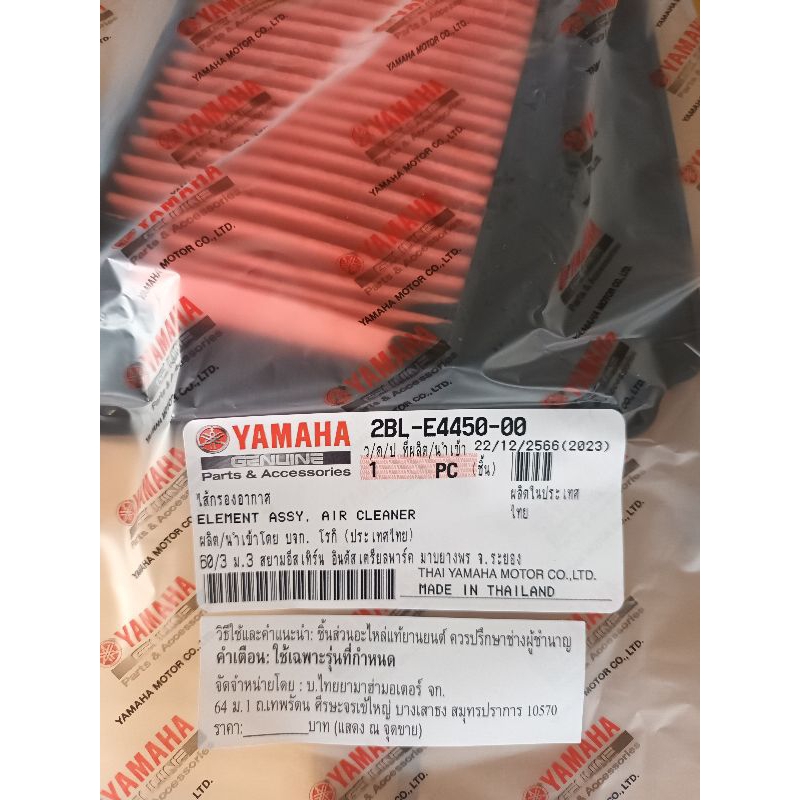 YAMAHA
GENUINE
Parts & Accessories
YAMAHA MOTOR CO.,LTD.
YAMAHA
GENUINE
Parts & Accessories
2BL-E4450-00
ว/ด/ป ที่ผลิต/นำเข้า 22/12/2566(2023)
1 PC (ชิ้น)
ไส้กรองอากาศ
ผลิตในประเทศ
ไทย
ELEMENT ASSY, AIR CLEANER
ผลิต/นำเข้าโดย บจก. โรกิ (ประเทศไทย)
60/3 ม.3 สยามอีสเทิร์น อินดัสเตรียลพาร์ค มาบยางพร จ.ระยอง
THAI YAMAHA MOTOR CO.,LTD.
MADE IN THAILAND
วิธีใช้และคำแนะนำ: ชิ้นส่วนอะไหล่แท้ยานยนต์ ควรปรึกษาช่างผู้ชำนาญ
คำเตือน: ใช้เฉพาะรุ่นที่กำหนด
จัดจำหน่ายโดย : บ.ไทยยามาฮ่ามอเตอร์ จก.
64 ม. 1 ถ.เทพรัตน ศีรษะจรเข้ใหญ่ บางเสาธง สมุทรปราการ 10570
ราคา:________บาท (แสดง ณ จุดขาย)